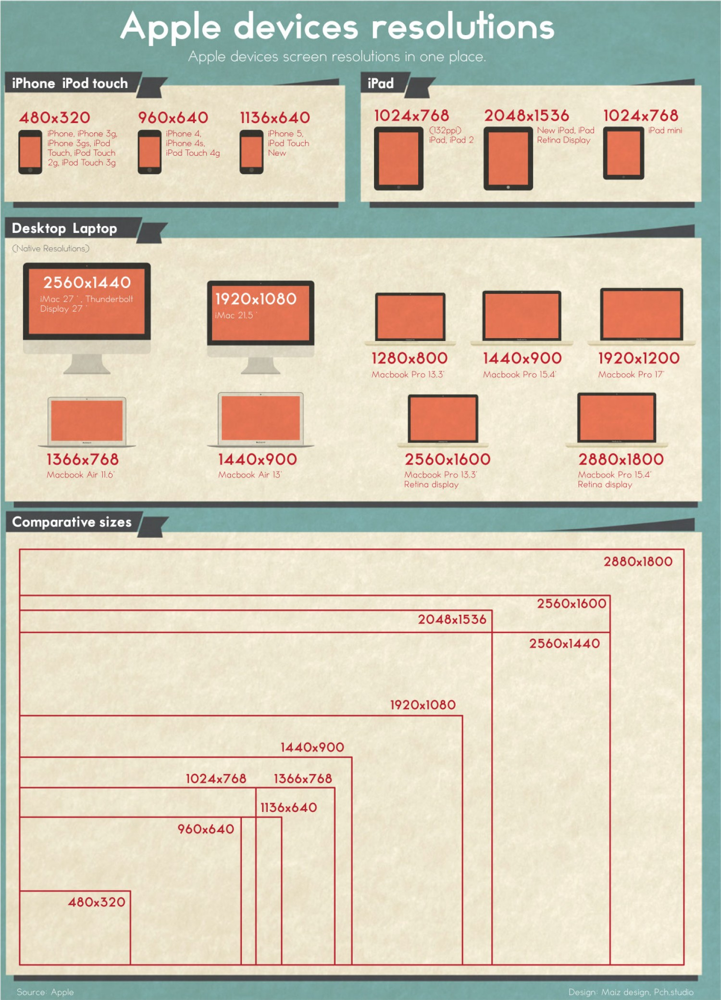 Apple devices resolutions
Apple devices screen resolutions in one place.
iPhone iPod touch
480x320
iPhone, iPhone 3g,
iPhone 3gs, iPod
Touch, iPod Touch
2g, iPod Touch 3g
960x640
iPhone 4,
iPhone 4s,
iPod Touch 4g
1136x640
iPhone 5,
iPod Touch
New
iPad
1024x768
(132ppi)
iPad, iPad 2
2048x1536
New iPad, iPad
Retina Display
1024x768
iPad mini
Desktop Laptop
(Native Resolutions)
2560x1440
iMac 27 ', Thunderbolt
Display 27 '
1920x1080
iMac 21.5 '
1280x800
Macbook Pro 13.3'
1440x900
Macbook Pro 15.4'
1920x1200
Macbook Pro 17'
1366x768
Macbook Air 11.6'
1440x900
Macbook Air 13'
2560x1600
Macbook Pro 13.3'
Retina display
2880x1800
Macbook Pro 15.4'
Retina display
Comparative sizes
2880x1800
2560x1600
2048x1536
2560x1440
1920x1080
1440x900
1024x768
1366x768
1136x640
960x640
480x320
Source: Apple
Design: Maiz design, Pch.studio